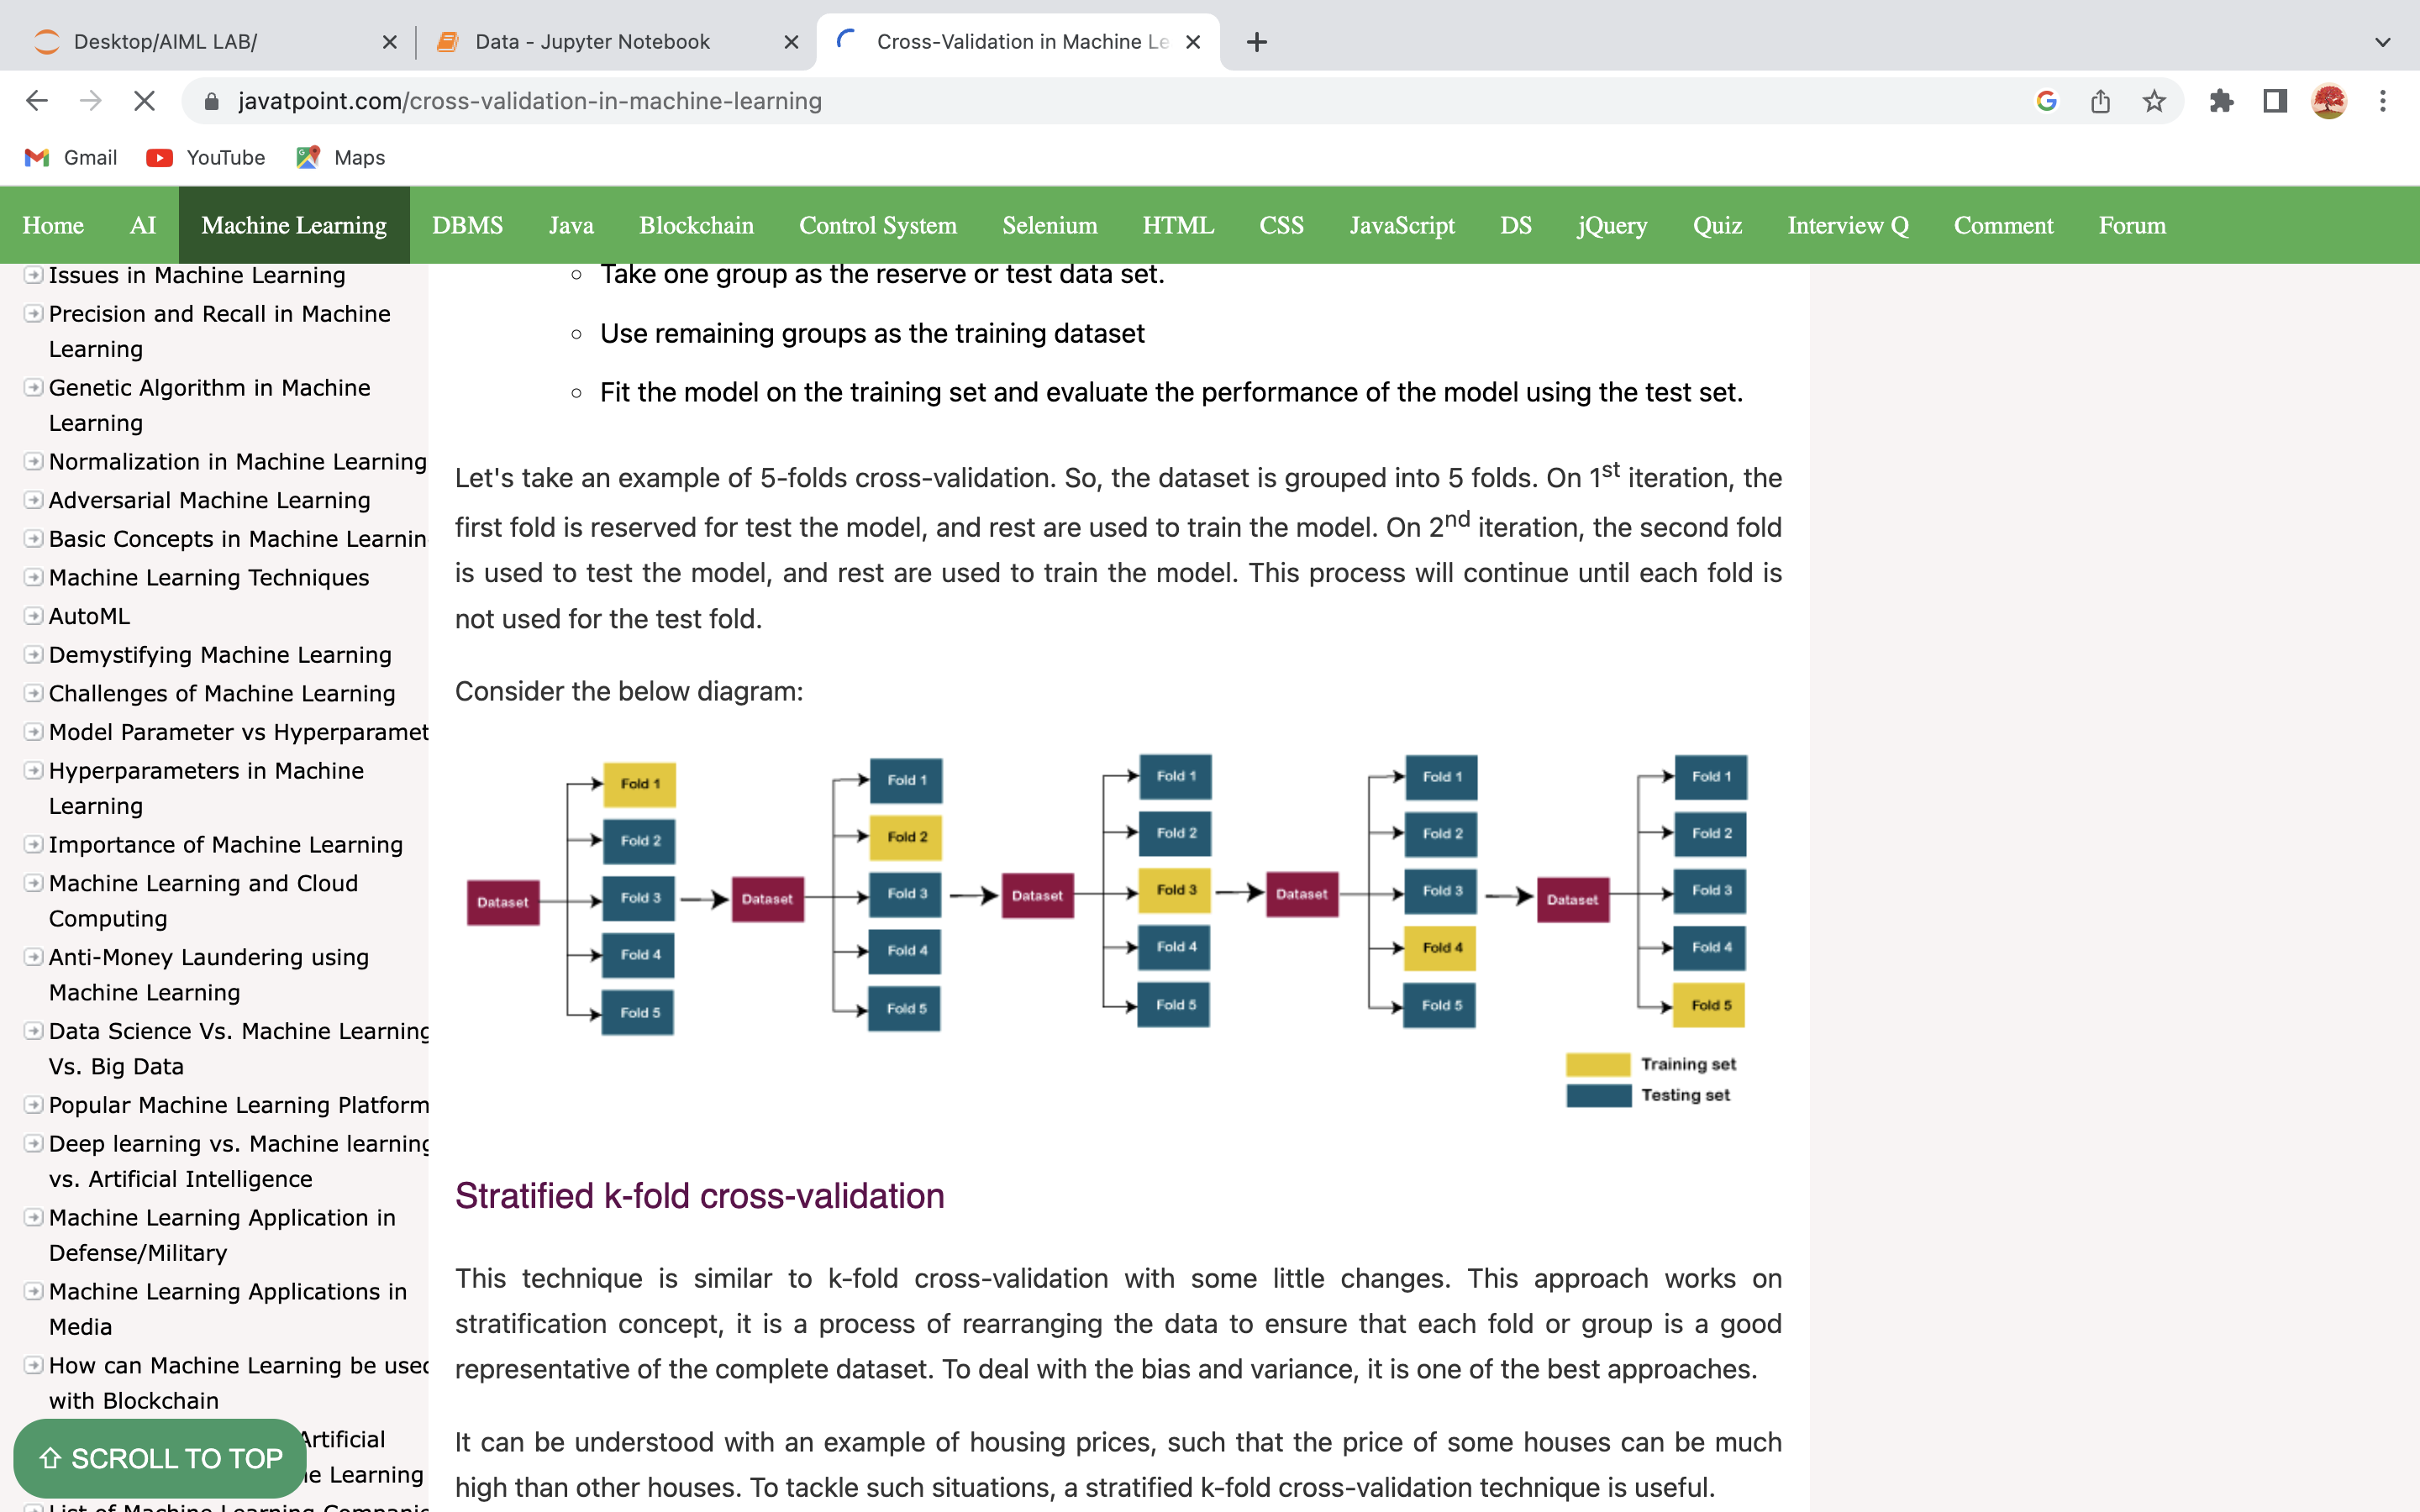 Desktop/AIML LAB/
Data - Jupyter Notebook
Cross-Validation in Machine Le
javatpoint.com/cross-validation-in-machine-learning
Gmail
YouTube
Maps
Home AI Machine Learning DBMS Java Blockchain Control System Selenium HTML CSS JavaScript DS jQuery Quiz Interview Q Comment Forum
Issues in Machine Learning
Precision and Recall in Machine
Learning
Genetic Algorithm in Machine
Learning
Normalization in Machine Learning
Adversarial Machine Learning
Basic Concepts in Machine Learnin
Machine Learning Techniques
AutoML
Demystifying Machine Learning
Challenges of Machine Learning
Model Parameter vs Hyperparamet
Hyperparameters in Machine
Learning
Importance of Machine Learning
Machine Learning and Cloud
Computing
Anti-Money Laundering using
Machine Learning
Data Science Vs. Machine Learning
Vs. Big Data
Popular Machine Learning Platform
Deep learning vs. Machine learning
vs. Artificial Intelligence
Machine Learning Application in
Defense/Military
Machine Learning Applications in
Media
How can Machine Learning be used
with Blockchain
Artificial
e Learning
List of Machine Learning Companie
SCROLL TO TOP
Take one group as the reserve or test data set.
Use remaining groups as the training dataset
Fit the model on the training set and evaluate the performance of the model using the test set.
Let's take an example of 5-folds cross-validation. So, the dataset is grouped into 5 folds. On 1st iteration, the
first fold is reserved for test the model, and rest are used to train the model. On 2nd iteration, the second fold
is used to test the model, and rest are used to train the model. This process will continue until each fold is
not used for the test fold.
Consider the below diagram:
Dataset
Fold 1
Fold 2
Fold 3
Fold 4
Fold 5
Dataset
Fold 1
Fold 2
Fold 3
Fold 4
Fold 5
Dataset
Fold 1
Fold 2
Fold 3
Fold 4
Fold 5
Dataset
Fold 1
Fold 2
Fold 3
Fold 4
Fold 5
Dataset
Fold 1
Fold 2
Fold 3
Fold 4
Fold 5
Training set
Testing set
Stratified k-fold cross-validation
This technique is similar to k-fold cross-validation with some little changes. This approach works on
stratification concept, it is a process of rearranging the data to ensure that each fold or group is a good
representative of the complete dataset. To deal with the bias and variance, it is one of the best approaches.
It can be understood with an example of housing prices, such that the price of some houses can be much
high than other houses. To tackle such situations, a stratified k-fold cross-validation technique is useful.